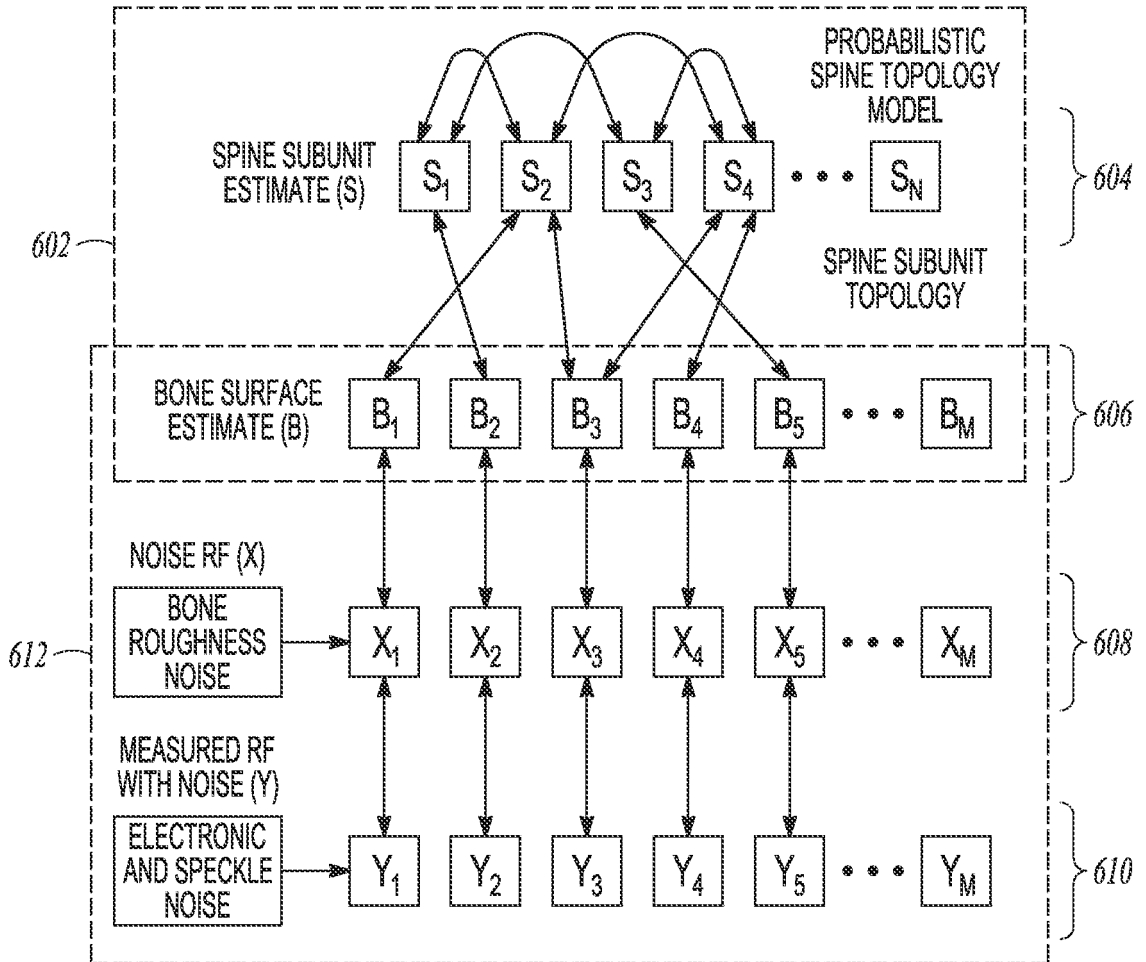 PROBABILISTIC
SPINE TOPOLOGY
MODEL
SPINE SUBUNIT
ESTIMATE (S)
S1 S2 S3 S4 ••• SN
604
602
SPINE SUBUNIT
TOPOLOGY
BONE SURFACE
ESTIMATE (B)
B1 B2 B3 B4 B5 ••• BM
606
NOISE RF (X)
BONE
ROUGHNESS
NOISE
X1 X2 X3 X4 X5 ••• XM
608
612
MEASURED RF
WITH NOISE (Y)
ELECTRONIC
AND SPECKLE
NOISE
Y1 Y2 Y3 Y4 Y5 ••• YM
610